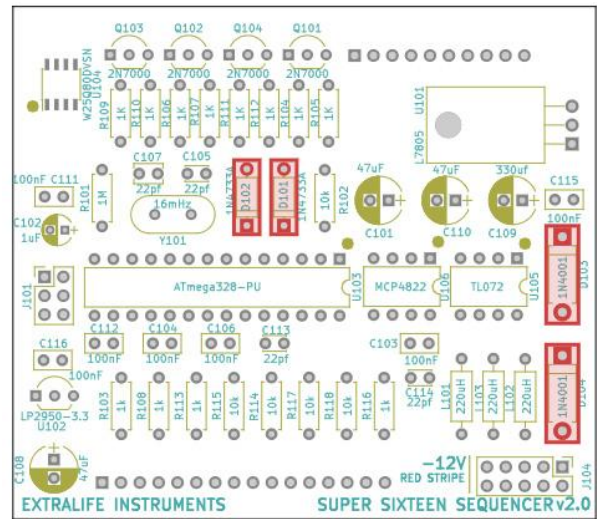 Q103 Q102 Q104 Q101
2N7000 2N7000 2N7000 2N7000
W25Q80DVSN
U104
R109 1K R110 1K R106 1K R107 1K R111 1K R112 1K R104 1K R105 1K
U101
L7805
C107 C105
22pf 22pf
100nF C111
R101 1M
1N4733A D102
1N4733A D101
10k R102
47uF 47uF 330uf
C115
100nF
C102
1uF
16mHz
Y101
C101 C110 C109
1N4001 D103
J101
ATmega328-PU U103
MCP4822 U106
TL072 U105
C112 C104 C106 C113
100nF 100nF 100nF 22pf
C103
100nF
C116
100nF
C114
22pf
LP2950-3.3
U102
R103 1k R108 1k R113 1k R115 10k R114 10k R117 10k R118 10k R116 1k
L101 220uH L103 220uH L102 220uH
1N4001 D104
C108
47uF
-12V
RED STRIPE
J104
EXTRALIFE INSTRUMENTS
SUPER SIXTEEN SEQUENCER v2.0